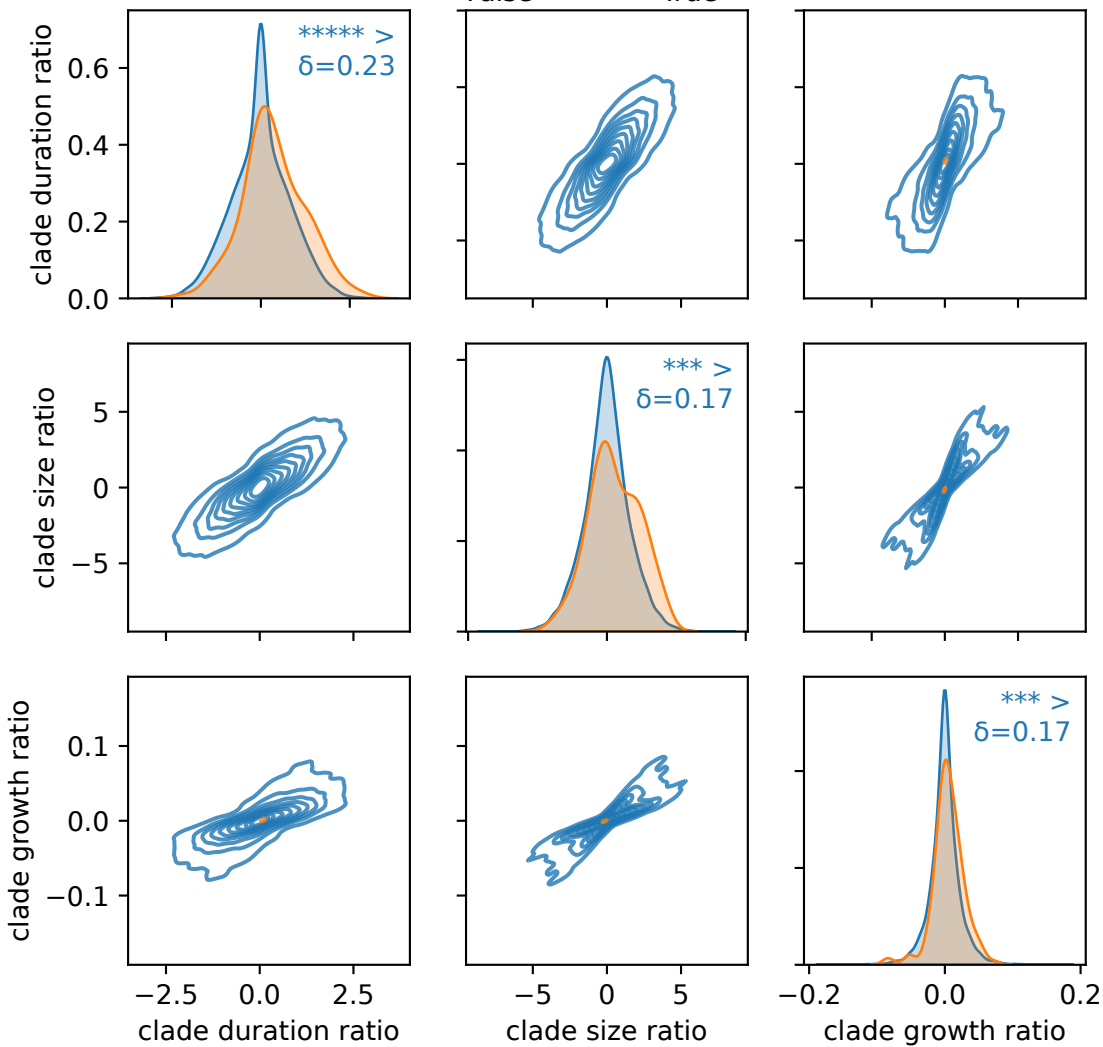 clade duration ratio
0.6
0.4
0.2
0.0
***** >
δ=0.23
clade size ratio
5
0
−5
*** >
δ=0.17
clade growth ratio
0.1
0.0
−0.1
*** >
δ=0.17
−2.5 0.0 2.5
clade duration ratio
−5 0 5
clade size ratio
−0.2 0.0 0.2
clade growth ratio